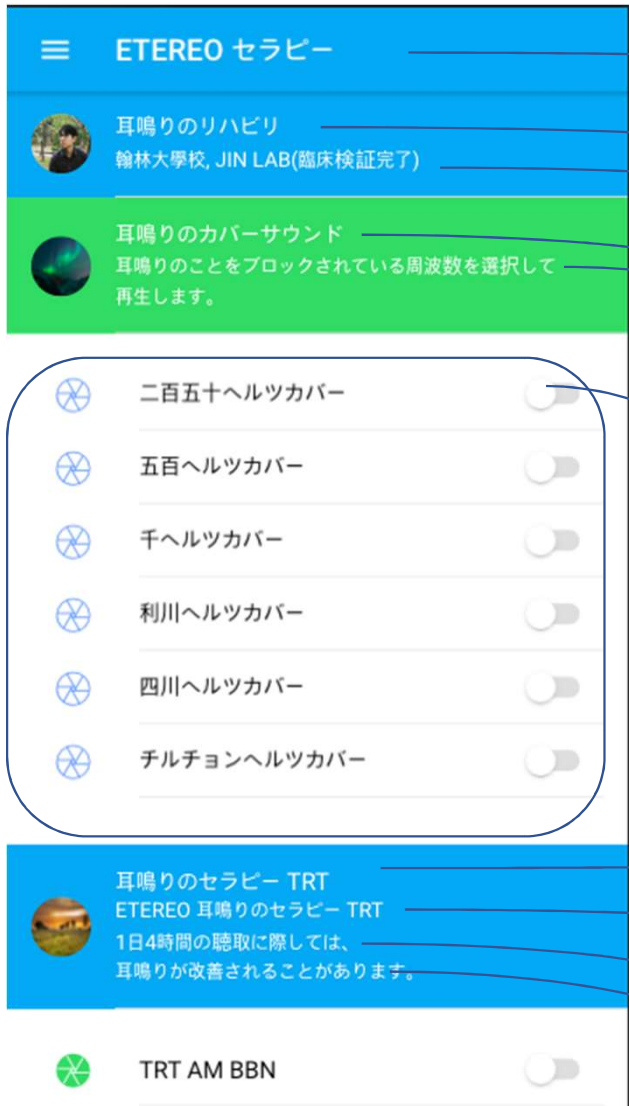 ETEREO セラピー
耳鳴りのリハビリ
翰林大學校, JIN LAB(臨床検証完了)
耳鳴りのカバーサウンド
耳鳴りのことをブロックされている周波数を選択して
再生します。
二百五十ヘルツカバー
五百ヘルツカバー
千ヘルツカバー
利川ヘルツカバー
四川ヘルツカバー
チルチョンヘルツカバー
耳鳴りのセラピー TRT
ETEREO 耳鳴りのセラピー TRT
1日4時間の聴取に際しては、
耳鳴りが改善されることがあります。
TRT AM BBN